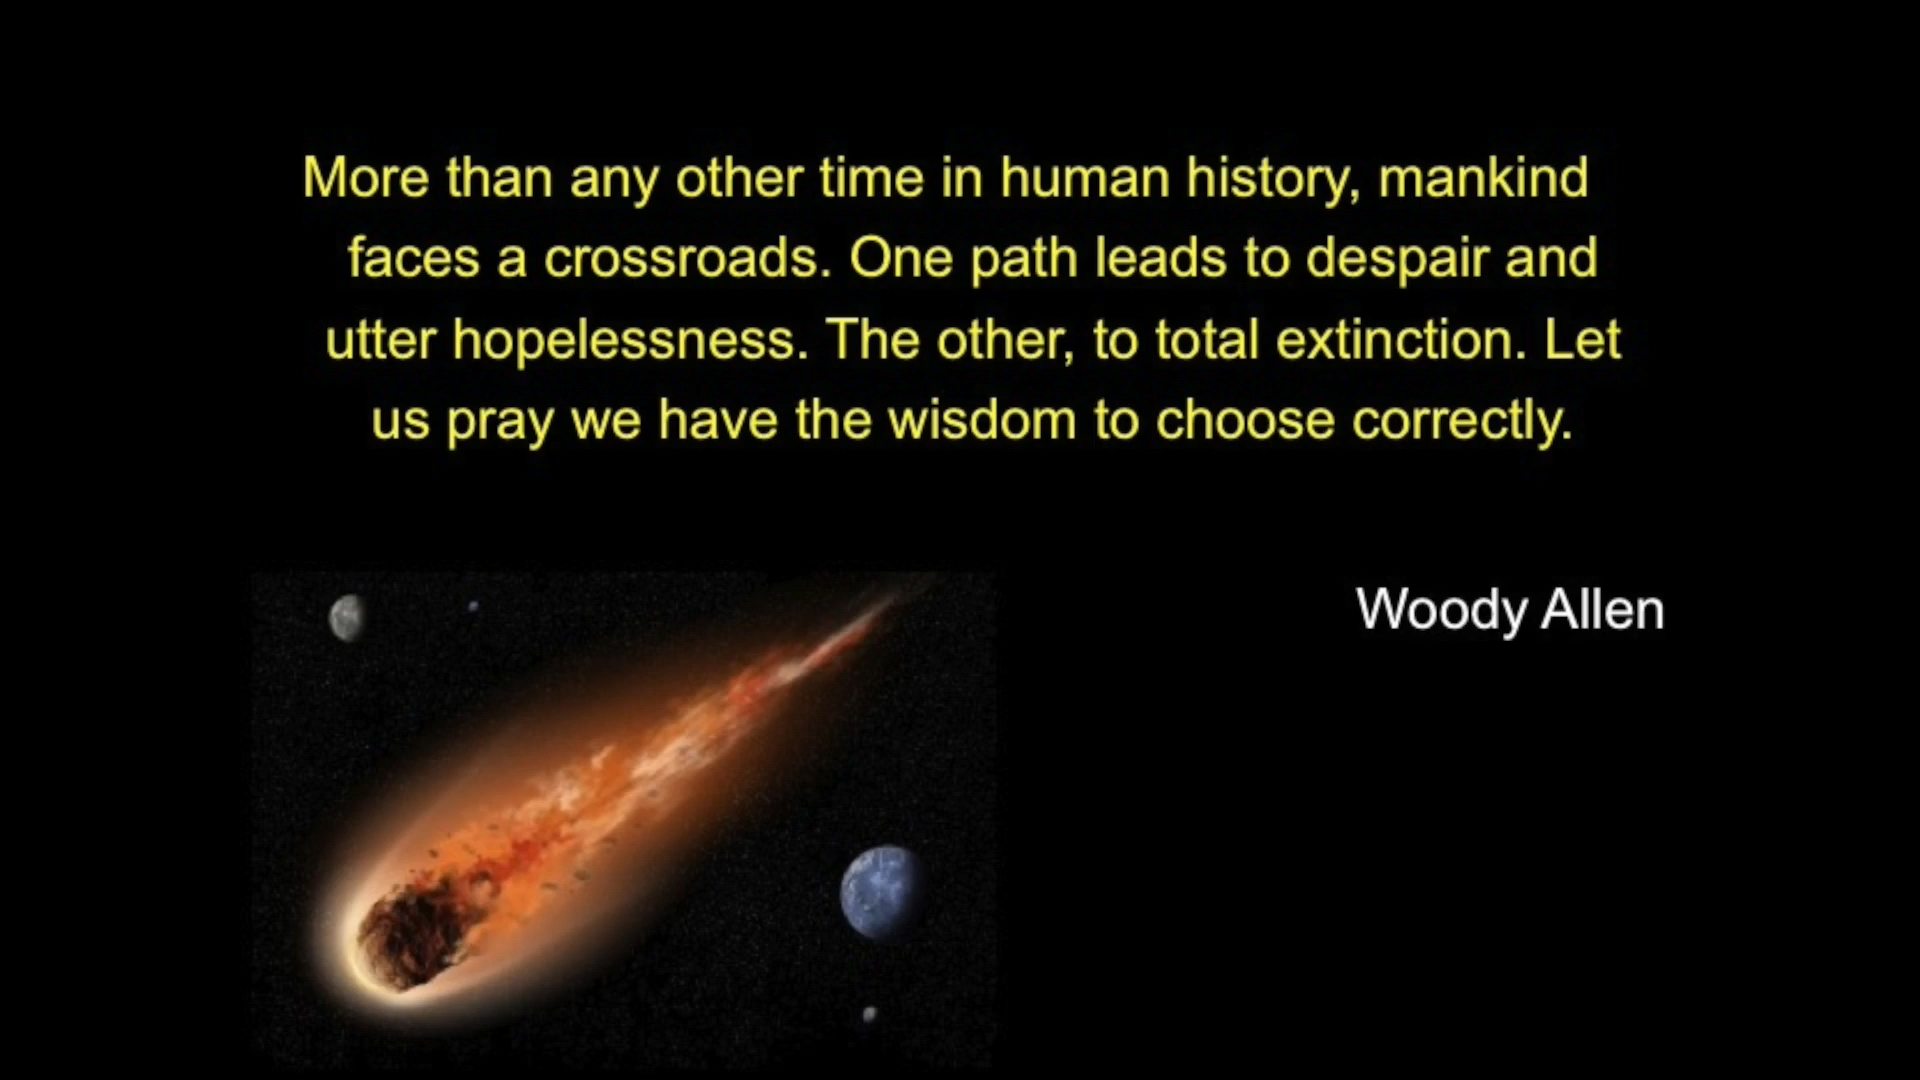 More than any other time in human history, mankind
faces a crossroads. One path leads to despair and
utter hopelessness. The other, to total extinction. Let
us pray we have the wisdom to choose correctly.
Woody Allen